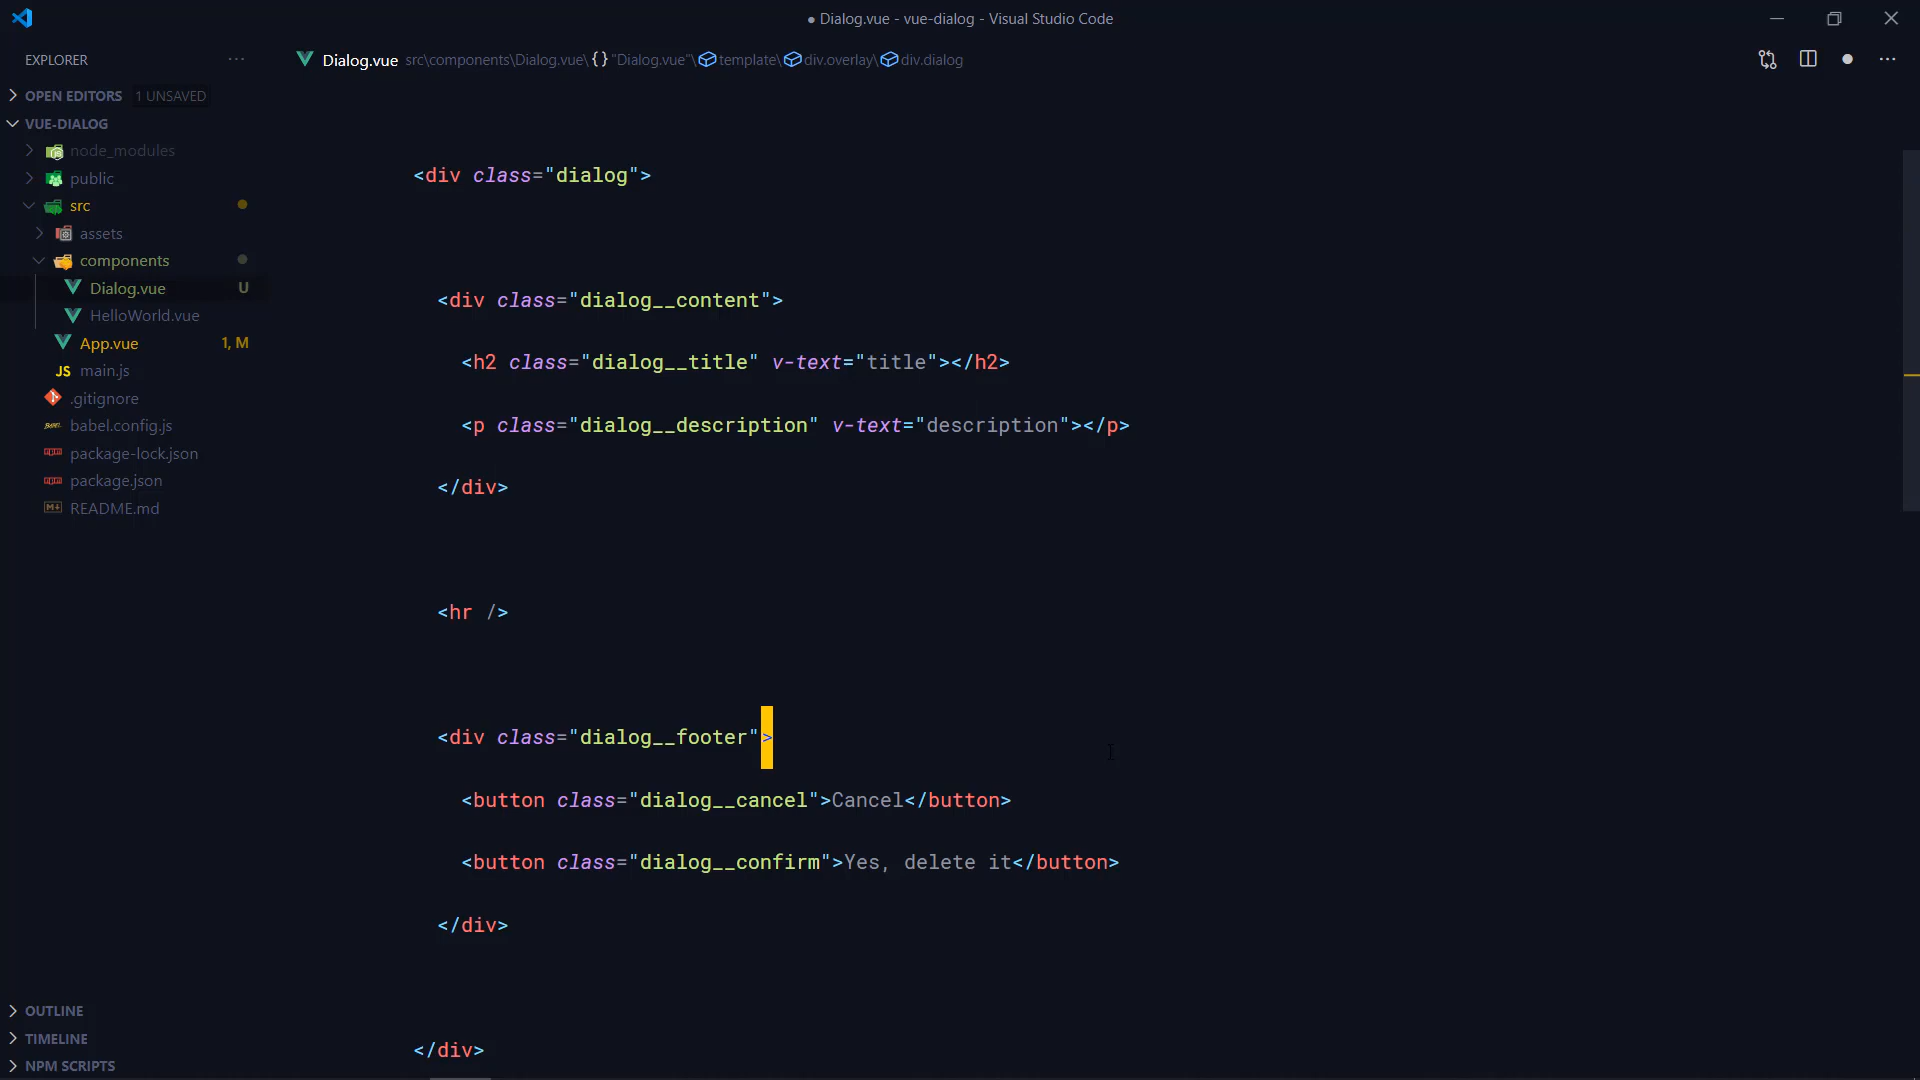 ● Dialog.vue - vue-dialog - Visual Studio Code
EXPLORER
OPEN EDITORS 1 UNSAVED
VUE-DIALOG
node_modules
public
src
assets
components
Dialog.vue U
HelloWorld.vue
App.vue 1, M
JS main.js
.gitignore
babel.config.js
package-lock.json
package.json
README.md
OUTLINE
TIMELINE
NPM SCRIPTS
Dialog.vue src\components\Dialog.vue\{} "Dialog.vue"\template\div.overlay\div.dialog
<div class="dialog">
<div class="dialog__content">
<h2 class="dialog__title" v-text="title"></h2>
<p class="dialog__description" v-text="description"></p>
</div>
<hr />
<div class="dialog__footer">
<button class="dialog__cancel">Cancel</button>
<button class="dialog__confirm">Yes, delete it</button>
</div>
</div>